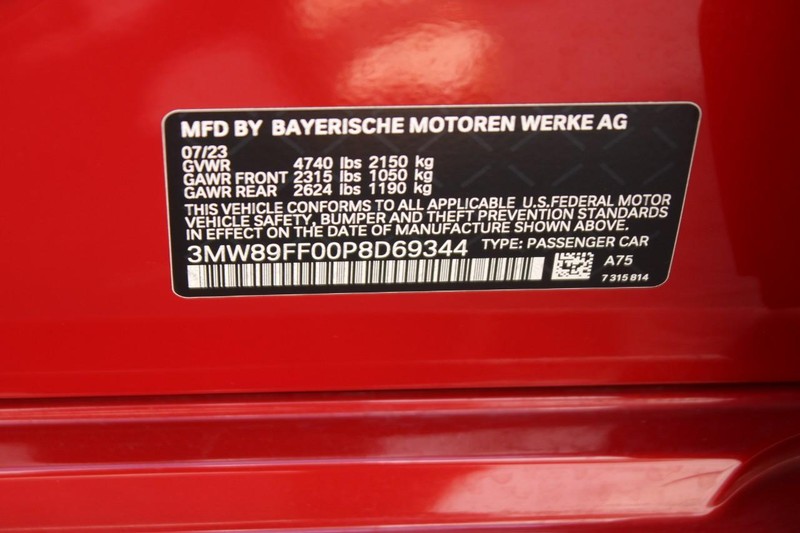 MFD BY BAYERISCHE MOTOREN WERKE AG
07/23
GVWR 4740 lbs 2150 kg
GAWR FRONT 2315 lbs 1050 kg
GAWR REAR 2624 lbs 1190 kg
THIS VEHICLE CONFORMS TO ALL APPLICABLE U.S.FEDERAL MOTOR
VEHICLE SAFETY, BUMPER AND THEFT PREVENTION STANDARDS
IN EFFECT ON THE DATE OF MANUFACTURE SHOWN ABOVE.
3MW89FF00P8D69344 TYPE: PASSENGER CAR
A75
7 315 814